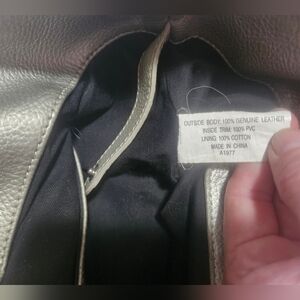 OUTSIDE BODY: 100% GENUINE LEATHER
INSIDE TRIM: 100% PVC
LINING: 100% COTTON
MADE IN CHINA
A1977